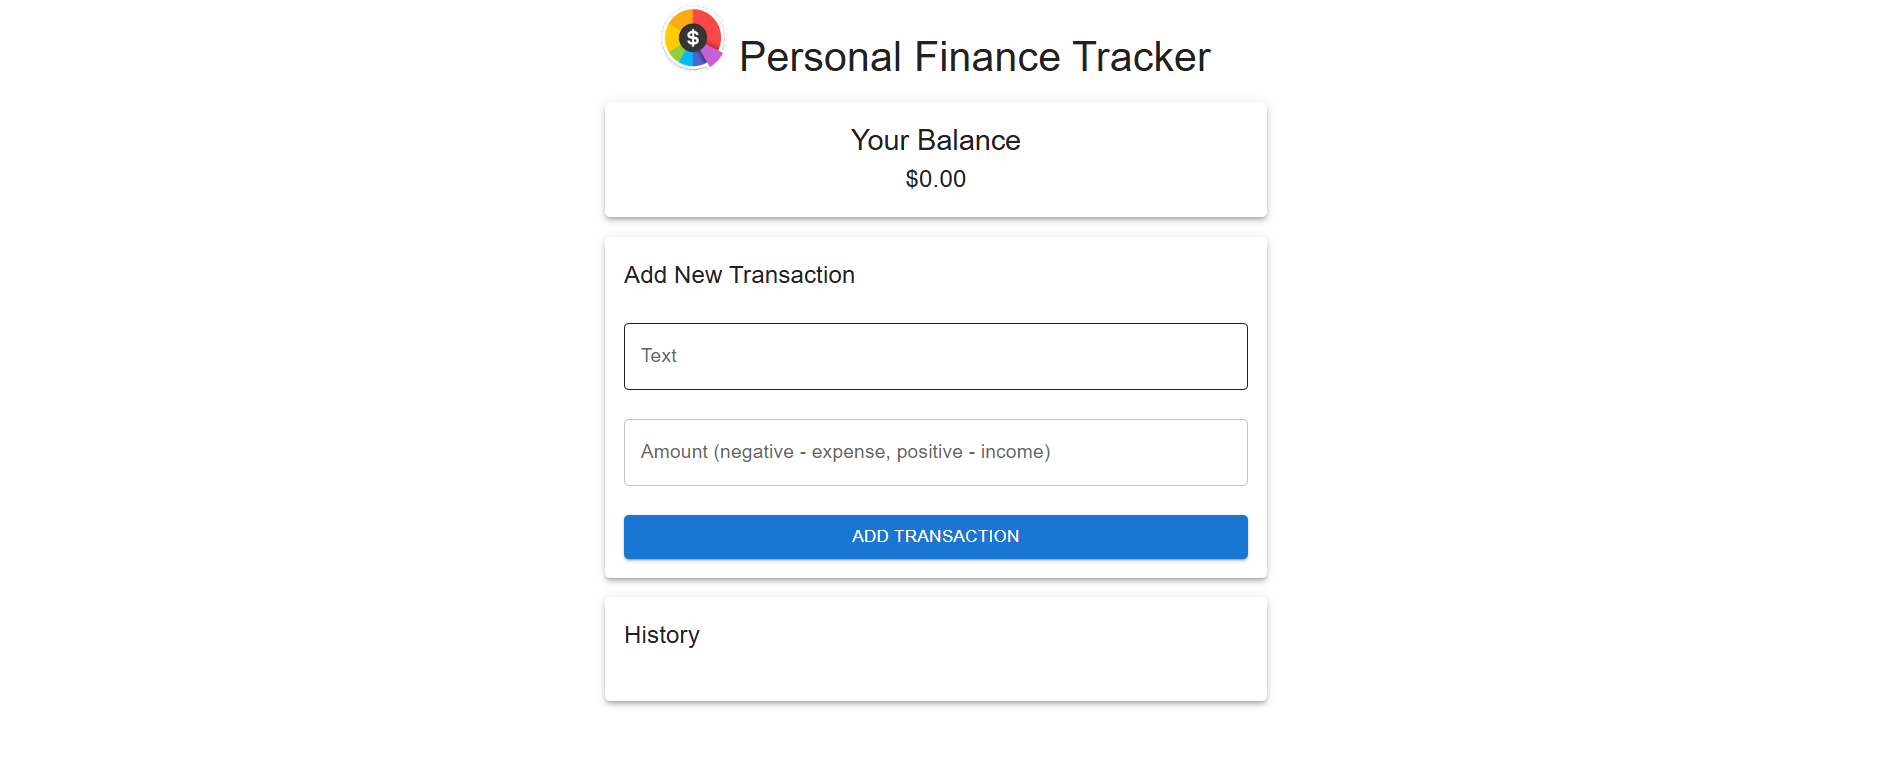 $
Personal Finance Tracker
Your Balance
$0.00
Add New Transaction
Text
Amount (negative - expense, positive - income)
ADD TRANSACTION
History